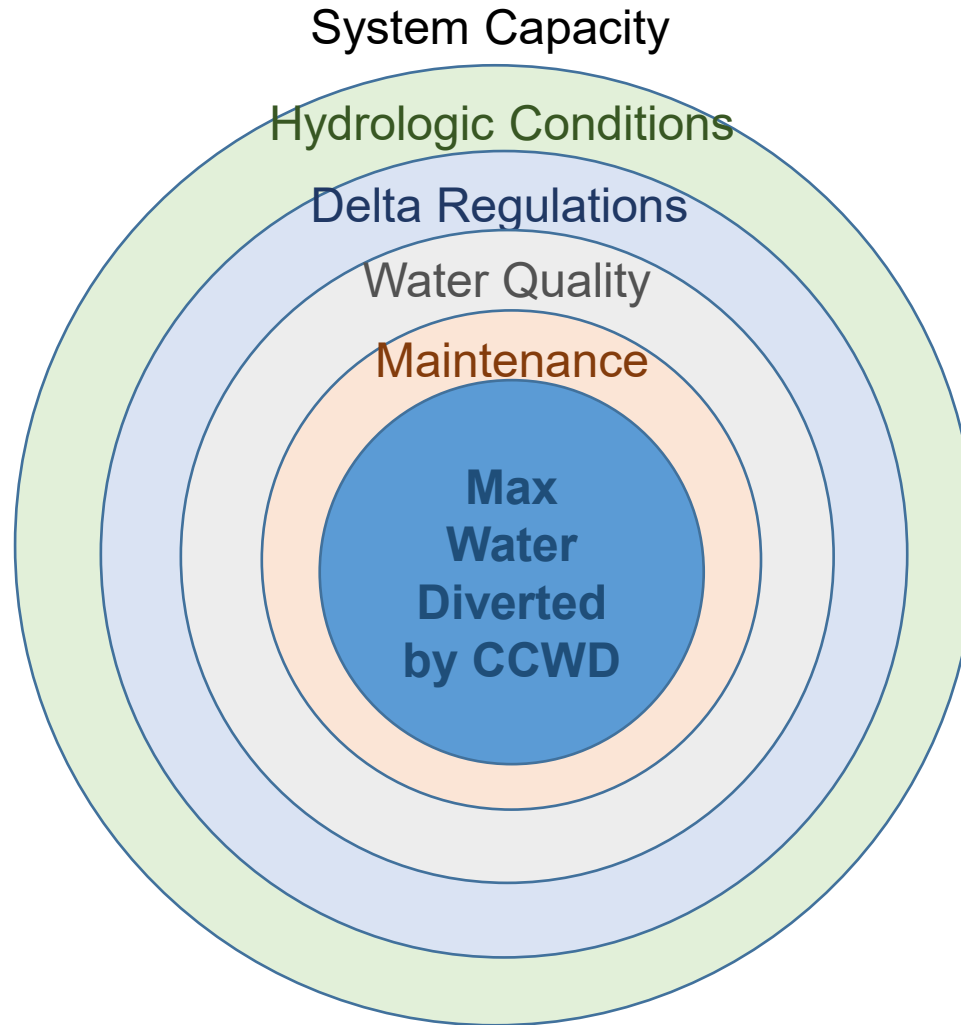 System Capacity
Hydrologic Conditions
Delta Regulations
Water Quality
Maintenance
Max
Water
Diverted
by CCWD